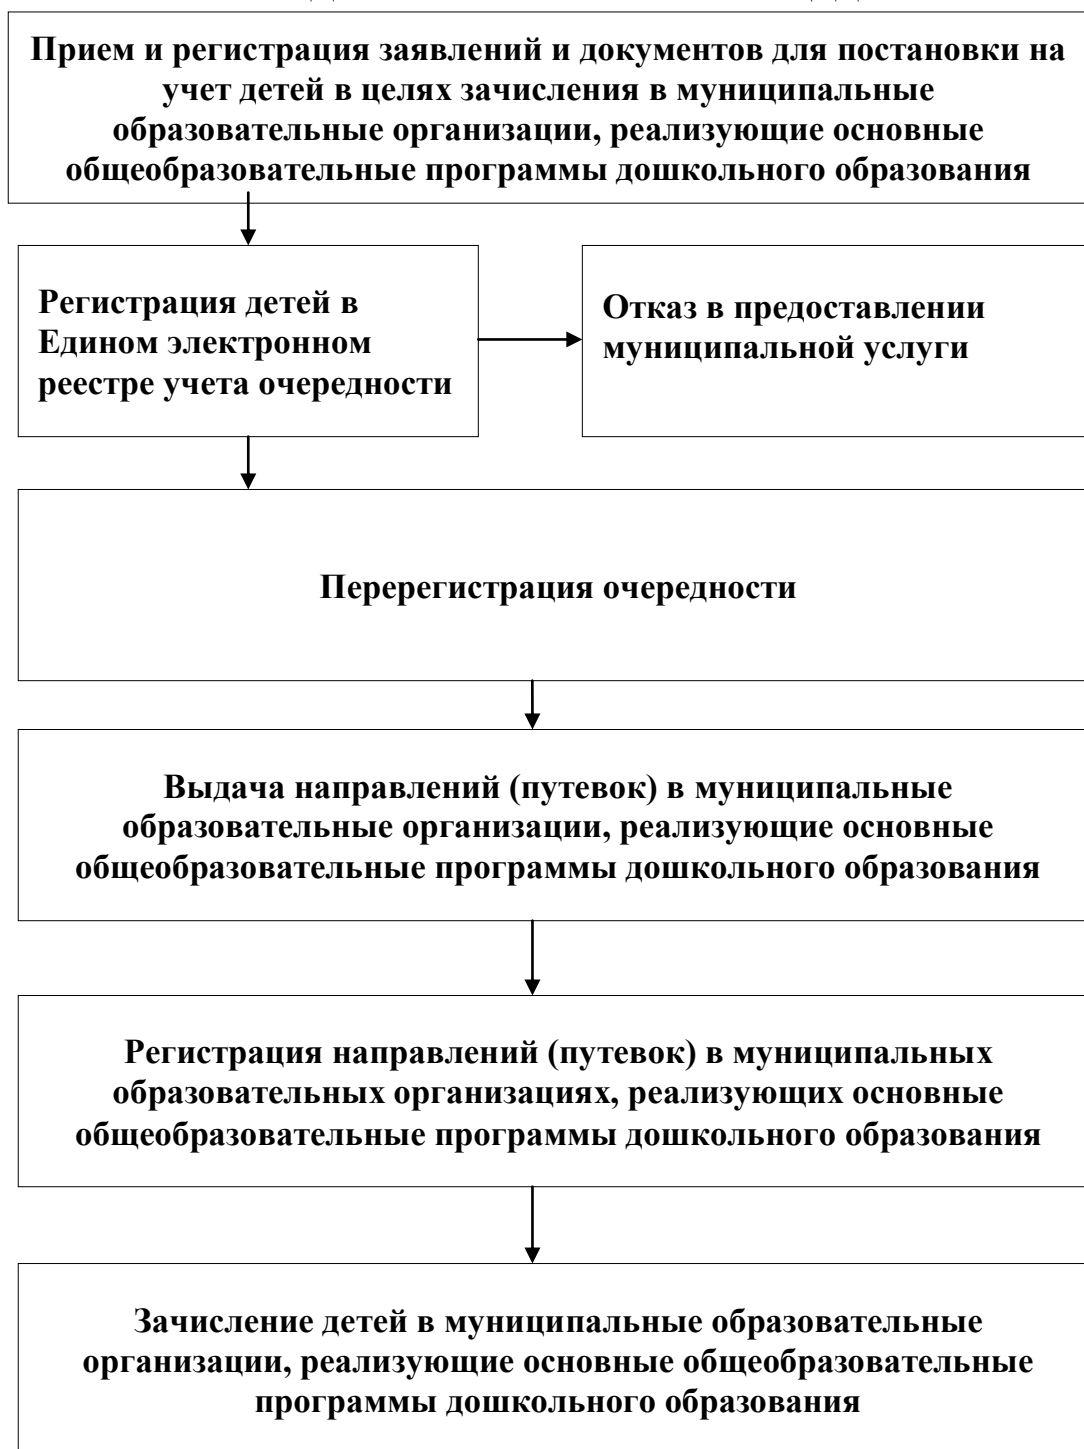 Прием и регистрация заявлений и документов для постановки на
учет детей в целях зачисления в муниципальные
образовательные организации, реализующие основные
общеобразовательные программы дошкольного образования
Регистрация детей в
Едином электронном
реестре учета очередности
Отказ в предоставлении
муниципальной услуги
Перерегистрация очередности
Выдача направлений (путевок) в муниципальные
образовательные организации, реализующие основные
общеобразовательные программы дошкольного образования
Регистрация направлений (путевок) в муниципальных
образовательных организациях, реализующих основные
общеобразовательные программы дошкольного образования
Зачисление детей в муниципальные образовательные
организации, реализующие основные общеобразовательные
программы дошкольного образования